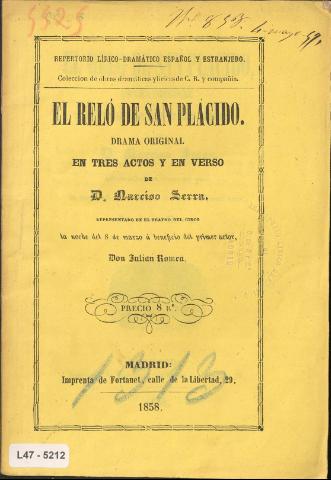 5525
REPERTORIO LÍRICO-DRAMÁTICO ESPAÑOL Y ESTRANJERO.
Coleccion de obras dramáticas y líricas de C. R. y compañía.
EL RELÓ DE SAN PLÁCIDO.
DRAMA ORIGINAL
EN TRES ACTOS Y EN VERSO
DE
D. Narciso Serra,
REPRESENTADO EN EL TEATRO DEL CIRCO
la noche del 8 de marzo á beneficio del primer actor,
Don Julian Romea.
PRECIO 8 Rs.
MADRID:
Imprenta de Fortanet, calle de la Libertad, 29,
1858.
1313
L47 - 5212